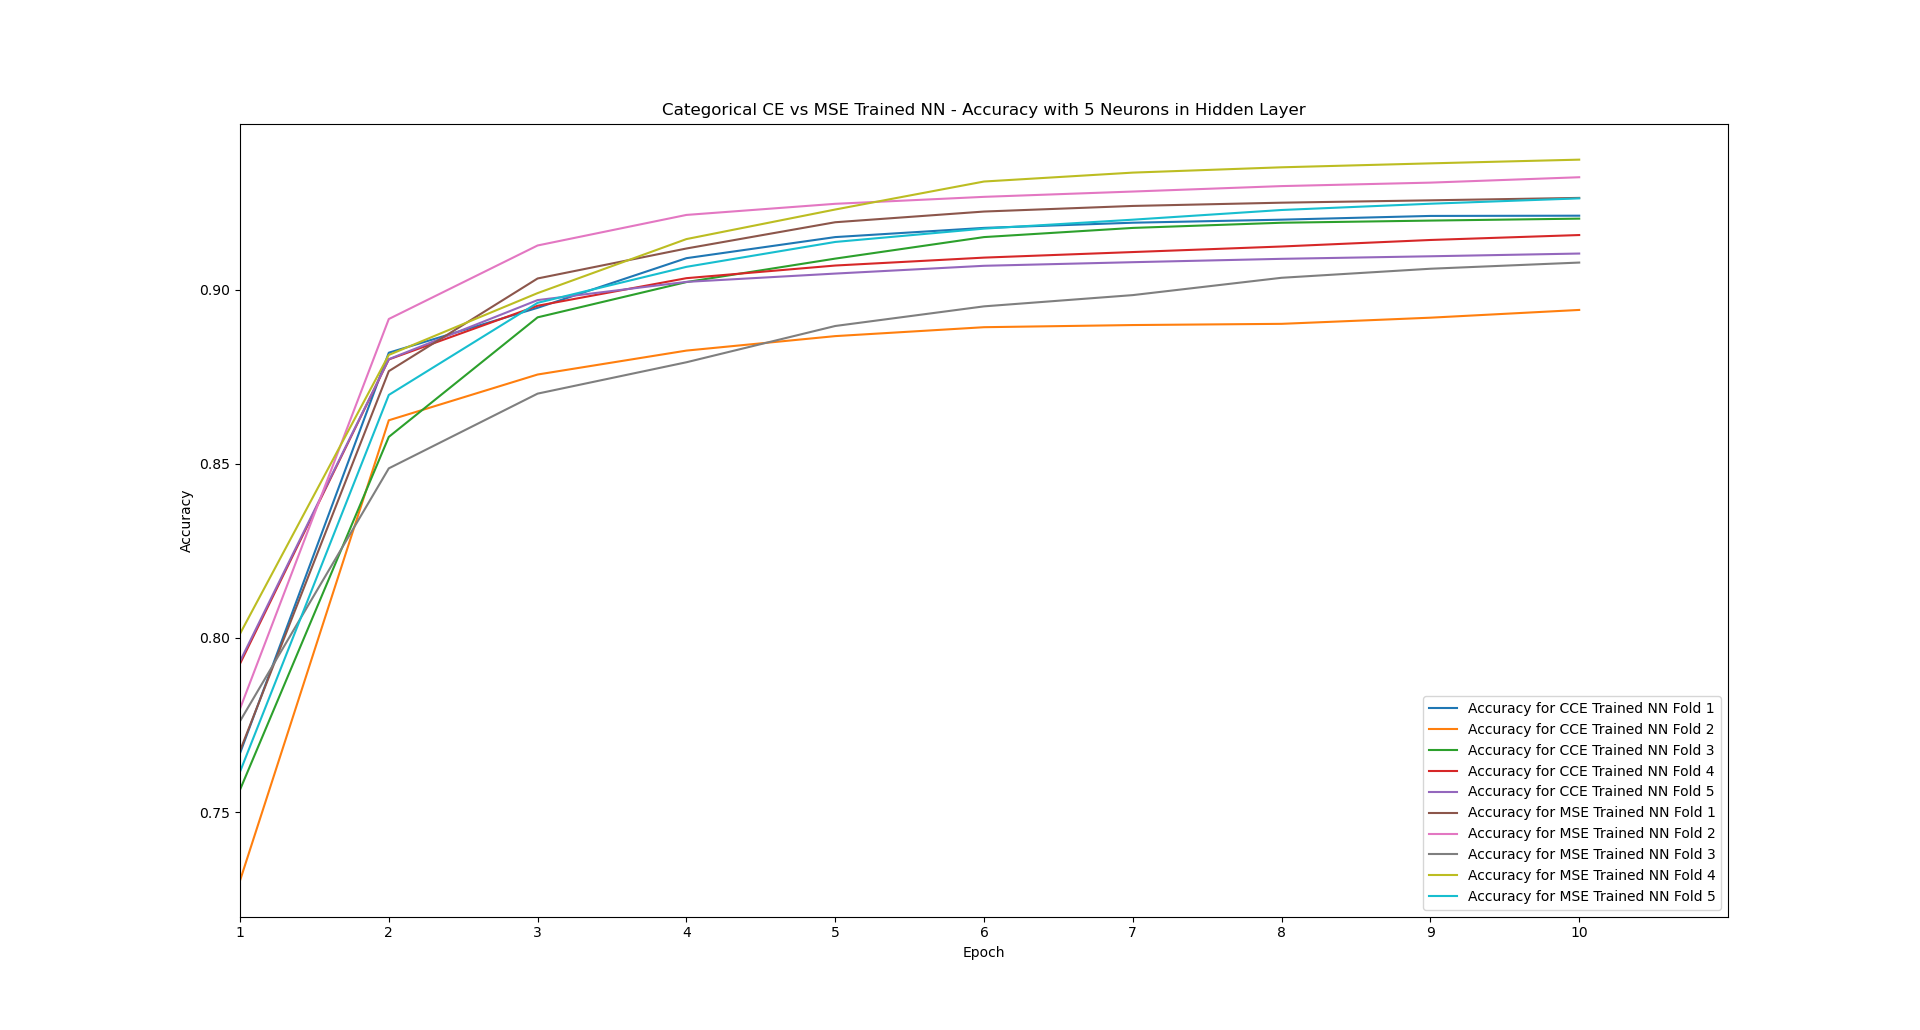 Categorical CE vs MSE Trained NN - Accuracy with 5 Neurons in Hidden Layer
0.90
0.85
0.80
0.75
Accuracy
1 2 3 4 5 6 7 8 9 10
Epoch
Accuracy for CCE Trained NN Fold 1
Accuracy for CCE Trained NN Fold 2
Accuracy for CCE Trained NN Fold 3
Accuracy for CCE Trained NN Fold 4
Accuracy for CCE Trained NN Fold 5
Accuracy for MSE Trained NN Fold 1
Accuracy for MSE Trained NN Fold 2
Accuracy for MSE Trained NN Fold 3
Accuracy for MSE Trained NN Fold 4
Accuracy for MSE Trained NN Fold 5